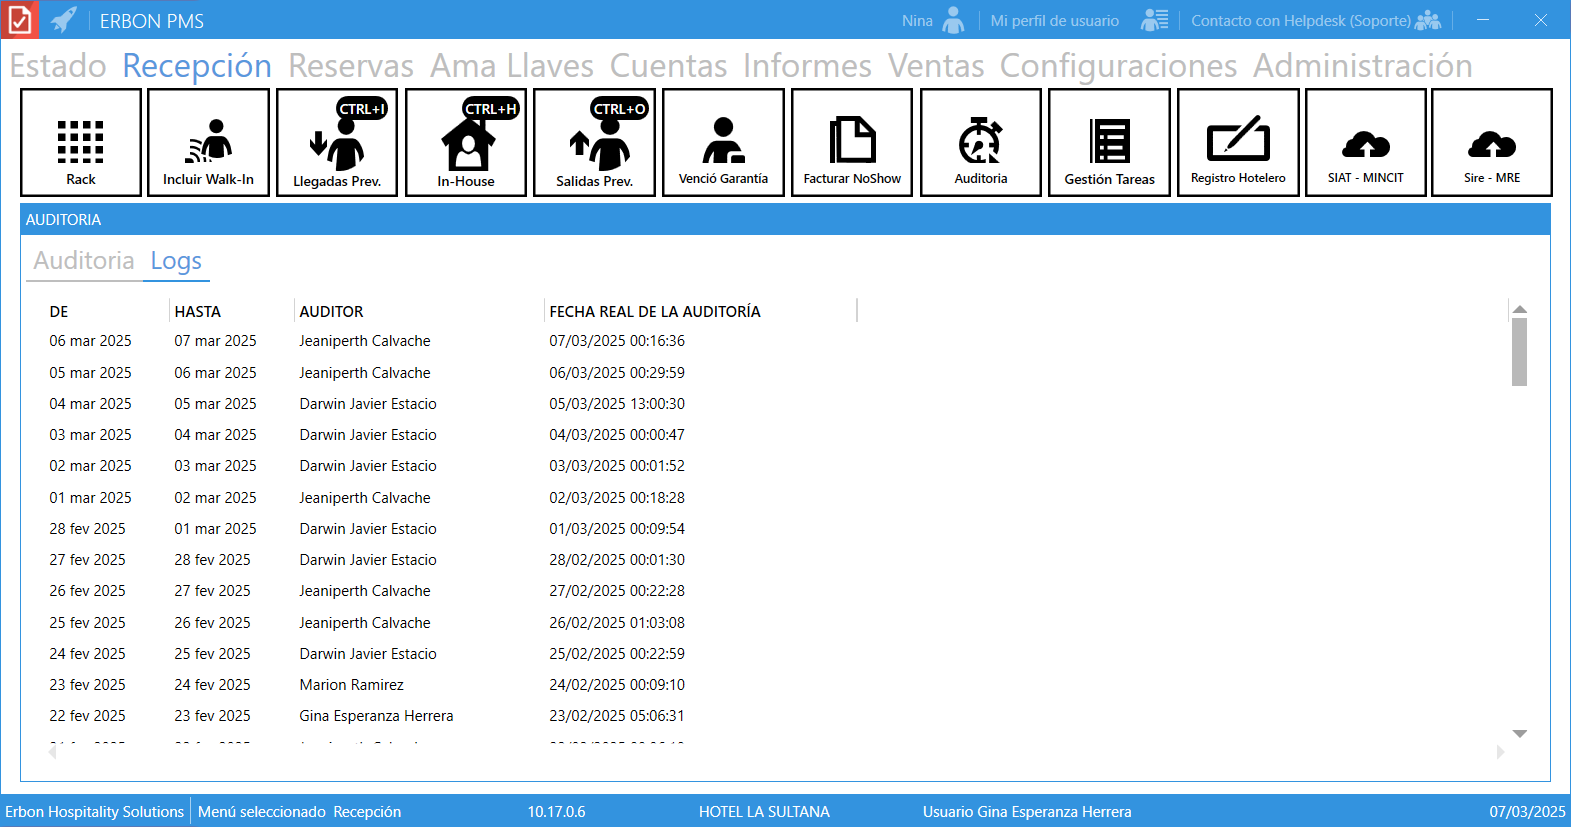 ERBON PMS
Nina
Mi perfil de usuario
Contacto con Helpdesk (Soporte)
Estado Recepción Reservas Ama Llaves Cuentas Informes Ventas Configuraciones Administración
CTRL+I CTRL+H CTRL+O
Rack Incluir Walk-In Llegadas Prev. In-House Salidas Prev. Venció Garantía Facturar NoShow Auditoria Gestión Tareas Registro Hotelero SIAT - MINCIT Sire - MRE
AUDITORIA
Auditoria Logs
DE HASTA AUDITOR FECHA REAL DE LA AUDITORÍA
06 mar 2025 07 mar 2025 Jeaniperth Calvache 07/03/2025 00:16:36
05 mar 2025 06 mar 2025 Jeaniperth Calvache 06/03/2025 00:29:59
04 mar 2025 05 mar 2025 Darwin Javier Estacio 05/03/2025 13:00:30
03 mar 2025 04 mar 2025 Darwin Javier Estacio 04/03/2025 00:00:47
02 mar 2025 03 mar 2025 Darwin Javier Estacio 03/03/2025 00:01:52
01 mar 2025 02 mar 2025 Jeaniperth Calvache 02/03/2025 00:18:28
28 fev 2025 01 mar 2025 Darwin Javier Estacio 01/03/2025 00:09:54
27 fev 2025 28 fev 2025 Darwin Javier Estacio 28/02/2025 00:01:30
26 fev 2025 27 fev 2025 Jeaniperth Calvache 27/02/2025 00:22:28
25 fev 2025 26 fev 2025 Jeaniperth Calvache 26/02/2025 01:03:08
24 fev 2025 25 fev 2025 Darwin Javier Estacio 25/02/2025 00:22:59
23 fev 2025 24 fev 2025 Marion Ramirez 24/02/2025 00:09:10
22 fev 2025 23 fev 2025 Gina Esperanza Herrera 23/02/2025 05:06:31
Erbon Hospitality Solutions Menú seleccionado Recepción 10.17.0.6 HOTEL LA SULTANA Usuario Gina Esperanza Herrera 07/03/2025